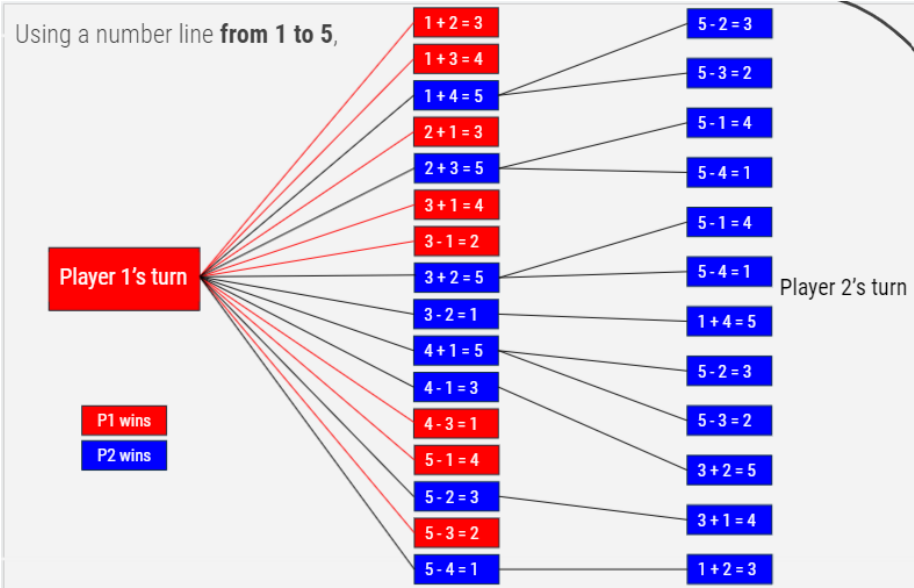 Using a number line from 1 to 5,
Player 1's turn
P1 wins
P2 wins
1 + 2 = 3
1 + 3 = 4
1 + 4 = 5
2 + 1 = 3
2 + 3 = 5
3 + 1 = 4
3 - 1 = 2
3 + 2 = 5
3 - 2 = 1
4 + 1 = 5
4 - 1 = 3
4 - 3 = 1
5 - 1 = 4
5 - 2 = 3
5 - 3 = 2
5 - 4 = 1
5 - 2 = 3
5 - 3 = 2
5 - 1 = 4
5 - 4 = 1
5 - 1 = 4
5 - 4 = 1
1 + 4 = 5
5 - 2 = 3
5 - 3 = 2
3 + 2 = 5
3 + 1 = 4
1 + 2 = 3
Player 2's turn